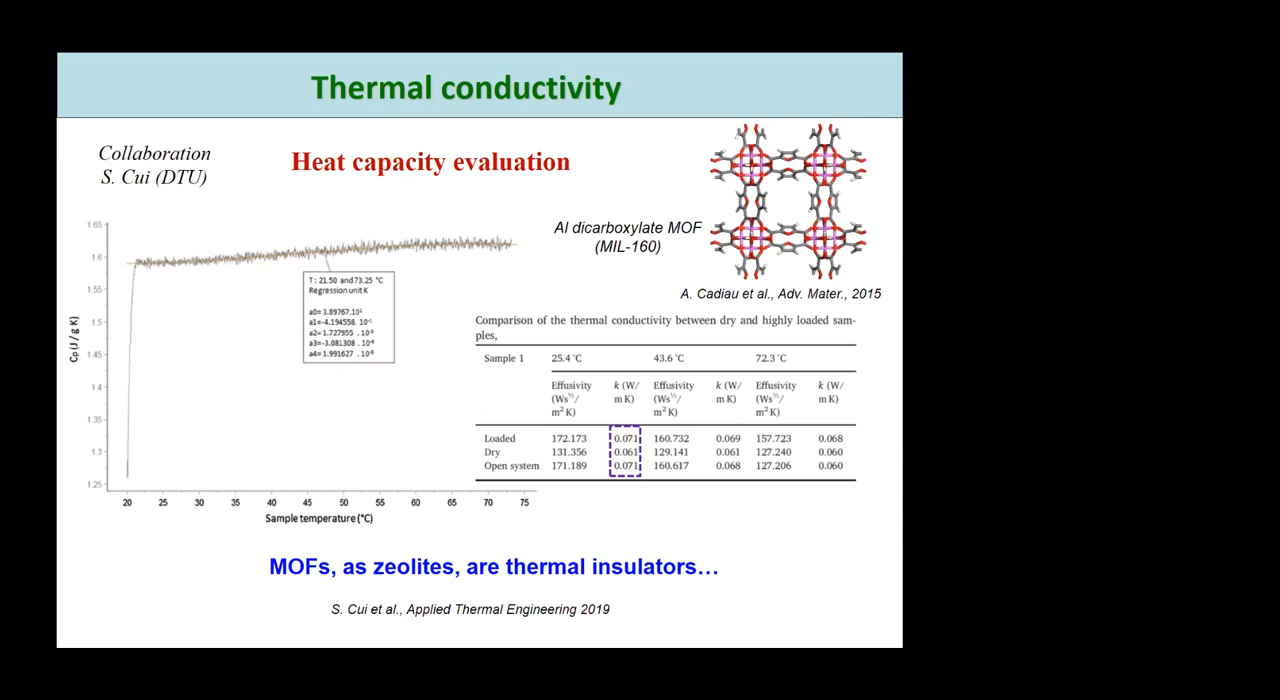 Thermal conductivity
Collaboration
S. Cui (DTU)
Heat capacity evaluation
Al dicarboxylate MOF
(MIL-160)
A. Cadiau et al., Adv. Mater., 2015
1.65
1.6
1.55
1.5
1.45
1.4
1.35
1.3
1.25
Cp (J / g K)
T : 21.50 and 73.25 °C
Regression unit K
a0= 3.89767.10¹
a1=-4.194558. 10⁻¹
a2= 1.727955 . 10⁻³
a3=-3.081308 . 10⁻⁶
a4= 1.991627 . 10⁻⁹
20 25 30 35 40 45 50 55 60 65 70 75
Sample temperature (°C)
Comparison of the thermal conductivity between dry and highly loaded sam-
ples,
Sample 1 25.4 °C 43.6 °C 72.3 °C
Effusivity k (W/ Effusivity k (W/ Effusivity k (W/
(Ws½/ m K) (Ws½/ m K) (Ws½/ m K)
m² K) m² K) m² K)
Loaded 172.173 0.071 160.732 0.069 157.723 0.068
Dry 131.356 0.061 129.141 0.061 127.240 0.060
Open system 171.189 0.071 160.617 0.068 127.206 0.060
MOFs, as zeolites, are thermal insulators…
S. Cui et al., Applied Thermal Engineering 2019